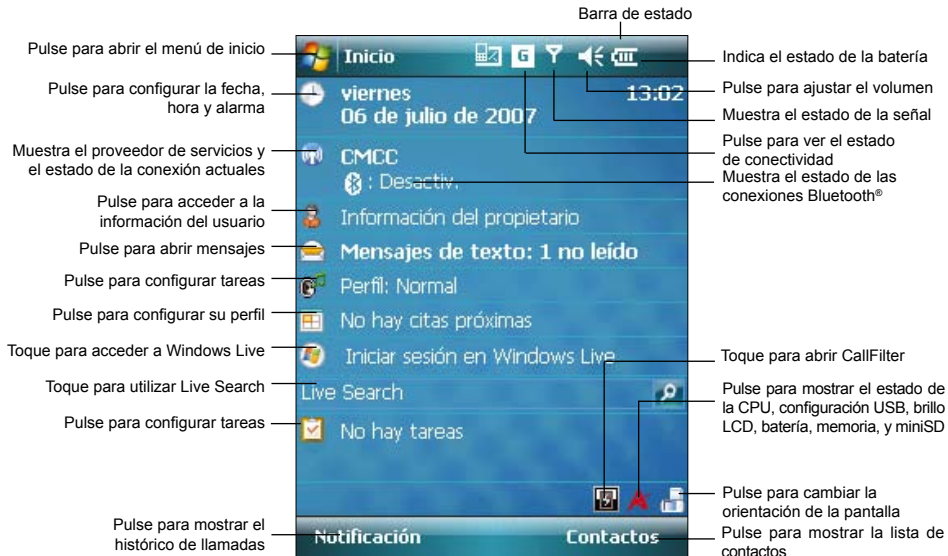 Barra de estado
Pulse para abrir el menú de inicio
Pulse para configurar la fecha,
hora y alarma
Muestra el proveedor de servicios y
el estado de la conexión actuales
Pulse para acceder a la
información del usuario
Pulse para abrir mensajes
Pulse para configurar tareas
Pulse para configurar su perfil
Toque para acceder a Windows Live
Toque para utilizar Live Search
Pulse para configurar tareas
Pulse para mostrar el
histórico de llamadas
Inicio
G
viernes
13:02
06 de julio de 2007
CMCC
: Desactiv.
Información del propietario
Mensajes de texto: 1 no leído
Perfil: Normal
No hay citas próximas
Iniciar sesión en Windows Live
Live Search
No hay tareas
Notificación
Contactos
Indica el estado de la batería
Pulse para ajustar el volumen
Muestra el estado de la señal
Pulse para ver el estado
de conectividad
Muestra el estado de las
conexiones Bluetooth®
Toque para abrir CallFilter
Pulse para mostrar el estado de
la CPU, configuración USB, brillo
LCD, batería, memoria, y miniSD
Pulse para cambiar la
orientación de la pantalla
Pulse para mostrar la lista de
contactos